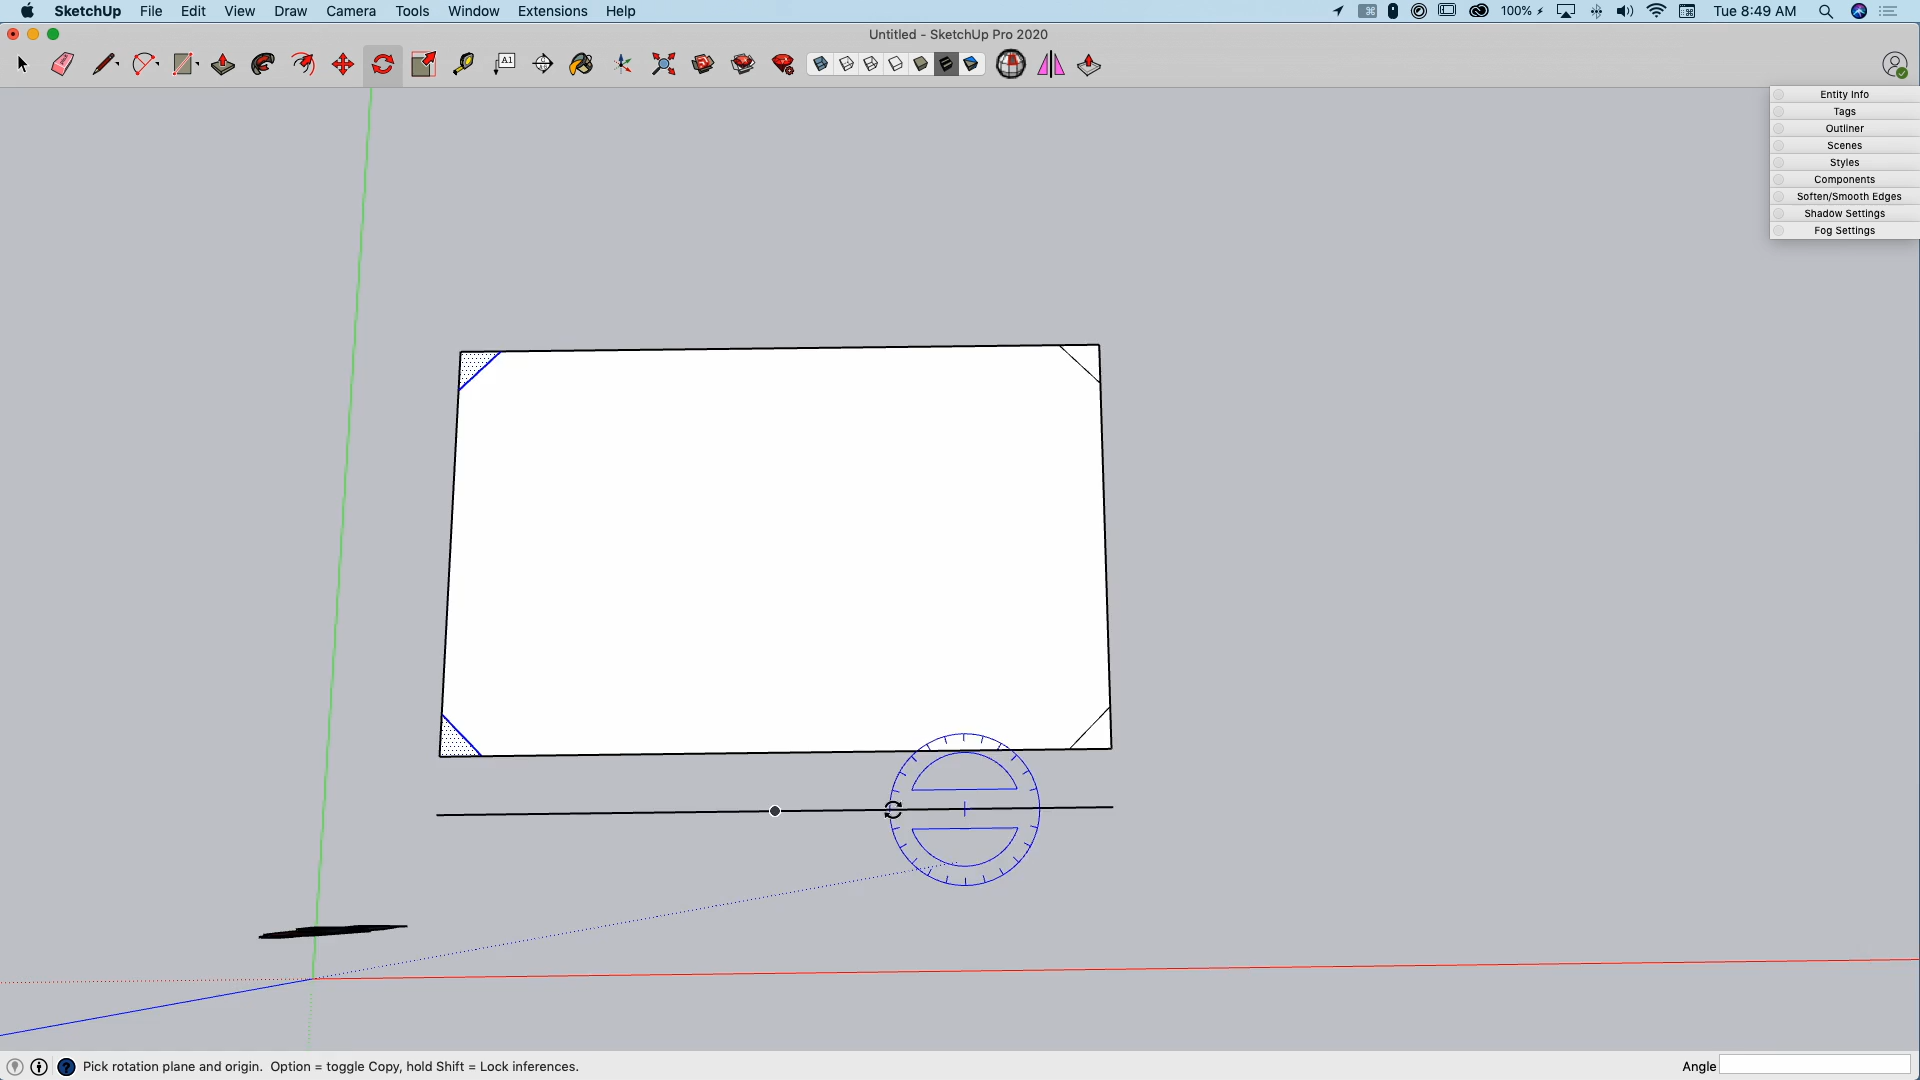 SketchUp File Edit View Draw Camera Tools Window Extensions Help 100% Tue 8:49 AM
Untitled - SketchUp Pro 2020
A1
Entity Info
Tags
Outliner
Scenes
Styles
Components
Soften/Smooth Edges
Shadow Settings
Fog Settings
Pick rotation plane and origin. Option = toggle Copy, hold Shift = Lock inferences. Angle